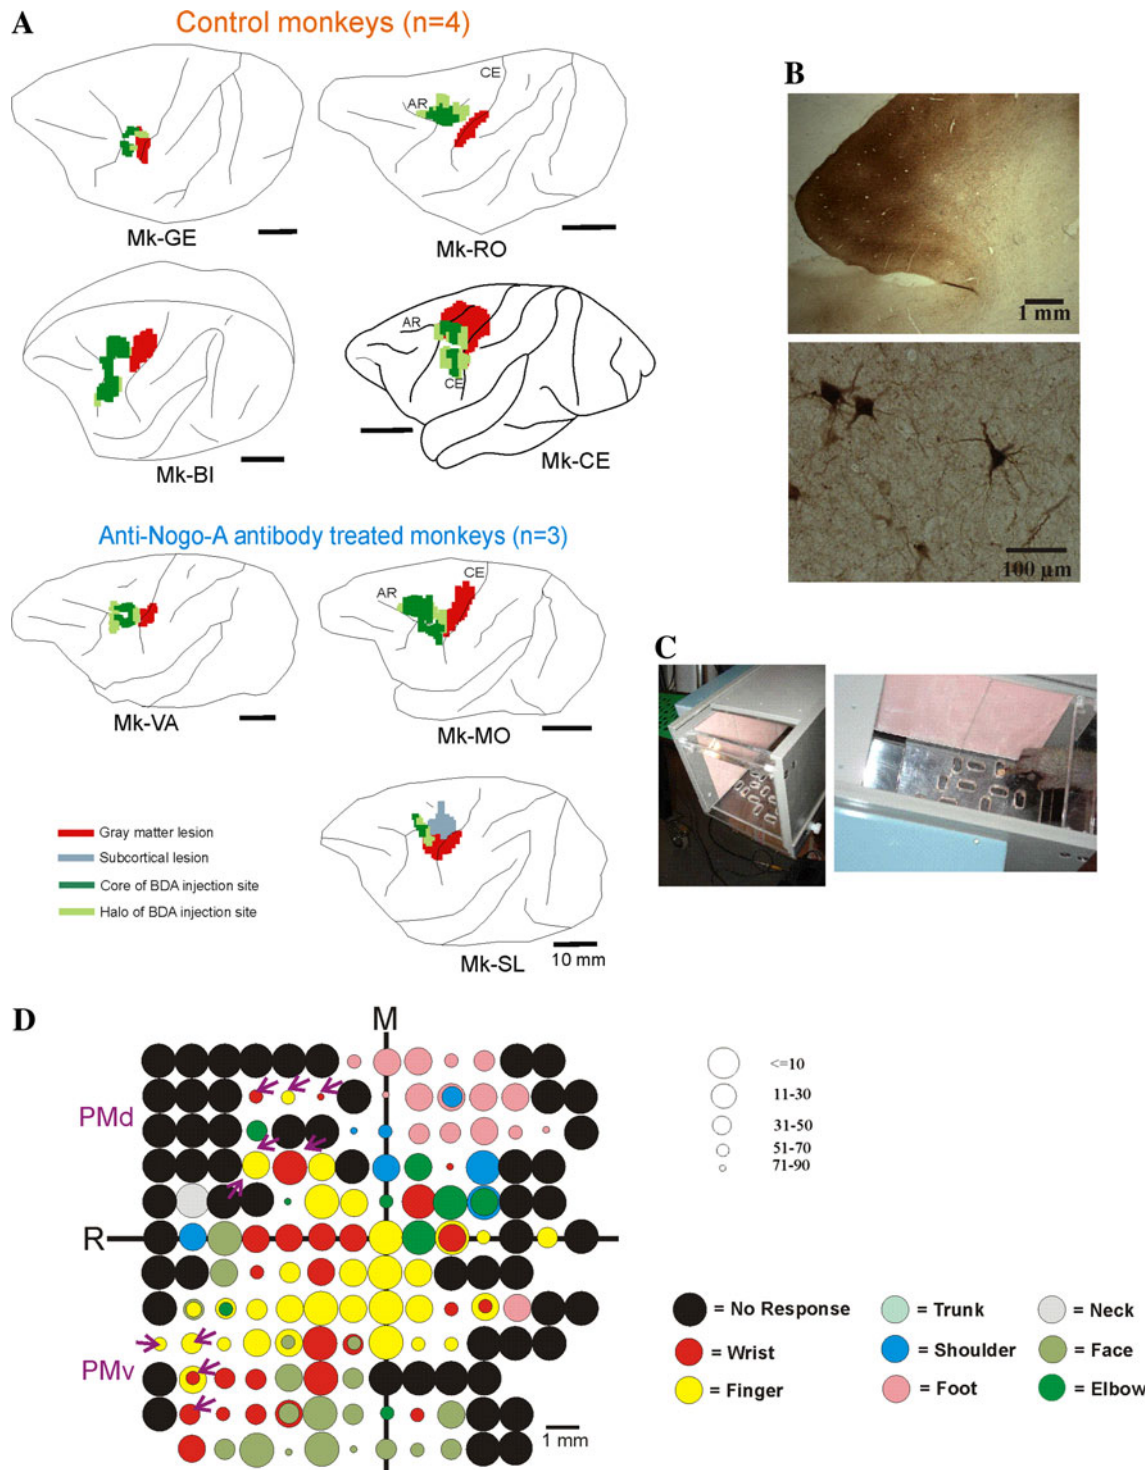 A
Control monkeys (n=4)
B
CE
AR
Mk-GE
Mk-RO
1 mm
AR
CE
Mk-BI
Mk-CE
100 µm
Anti-Nogo-A antibody treated monkeys (n=3)
CE
AR
C
Mk-VA
Mk-MO
Gray matter lesion
Subcortical lesion
Core of BDA injection site
Halo of BDA injection site
10 mm
Mk-SL
D
M
<=10
11-30
31-50
51-70
71-90
PMd
R
PMv
1 mm
= No Response
= Trunk
= Neck
= Wrist
= Shoulder
= Face
= Finger
= Foot
= Elbow